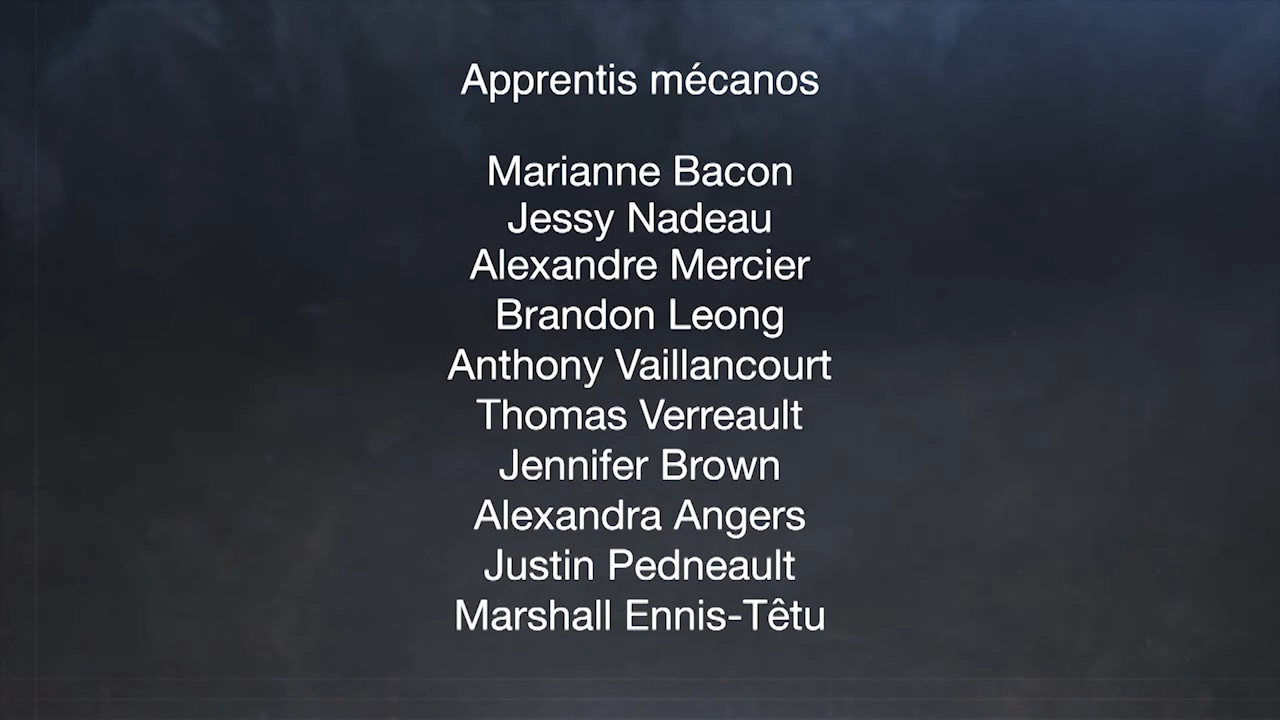 Apprentis mécanos
Marianne Bacon
Jessy Nadeau
Alexandre Mercier
Brandon Leong
Anthony Vaillancourt
Thomas Verreault
Jennifer Brown
Alexandra Angers
Justin Pedneault
Marshall Ennis-Têtu